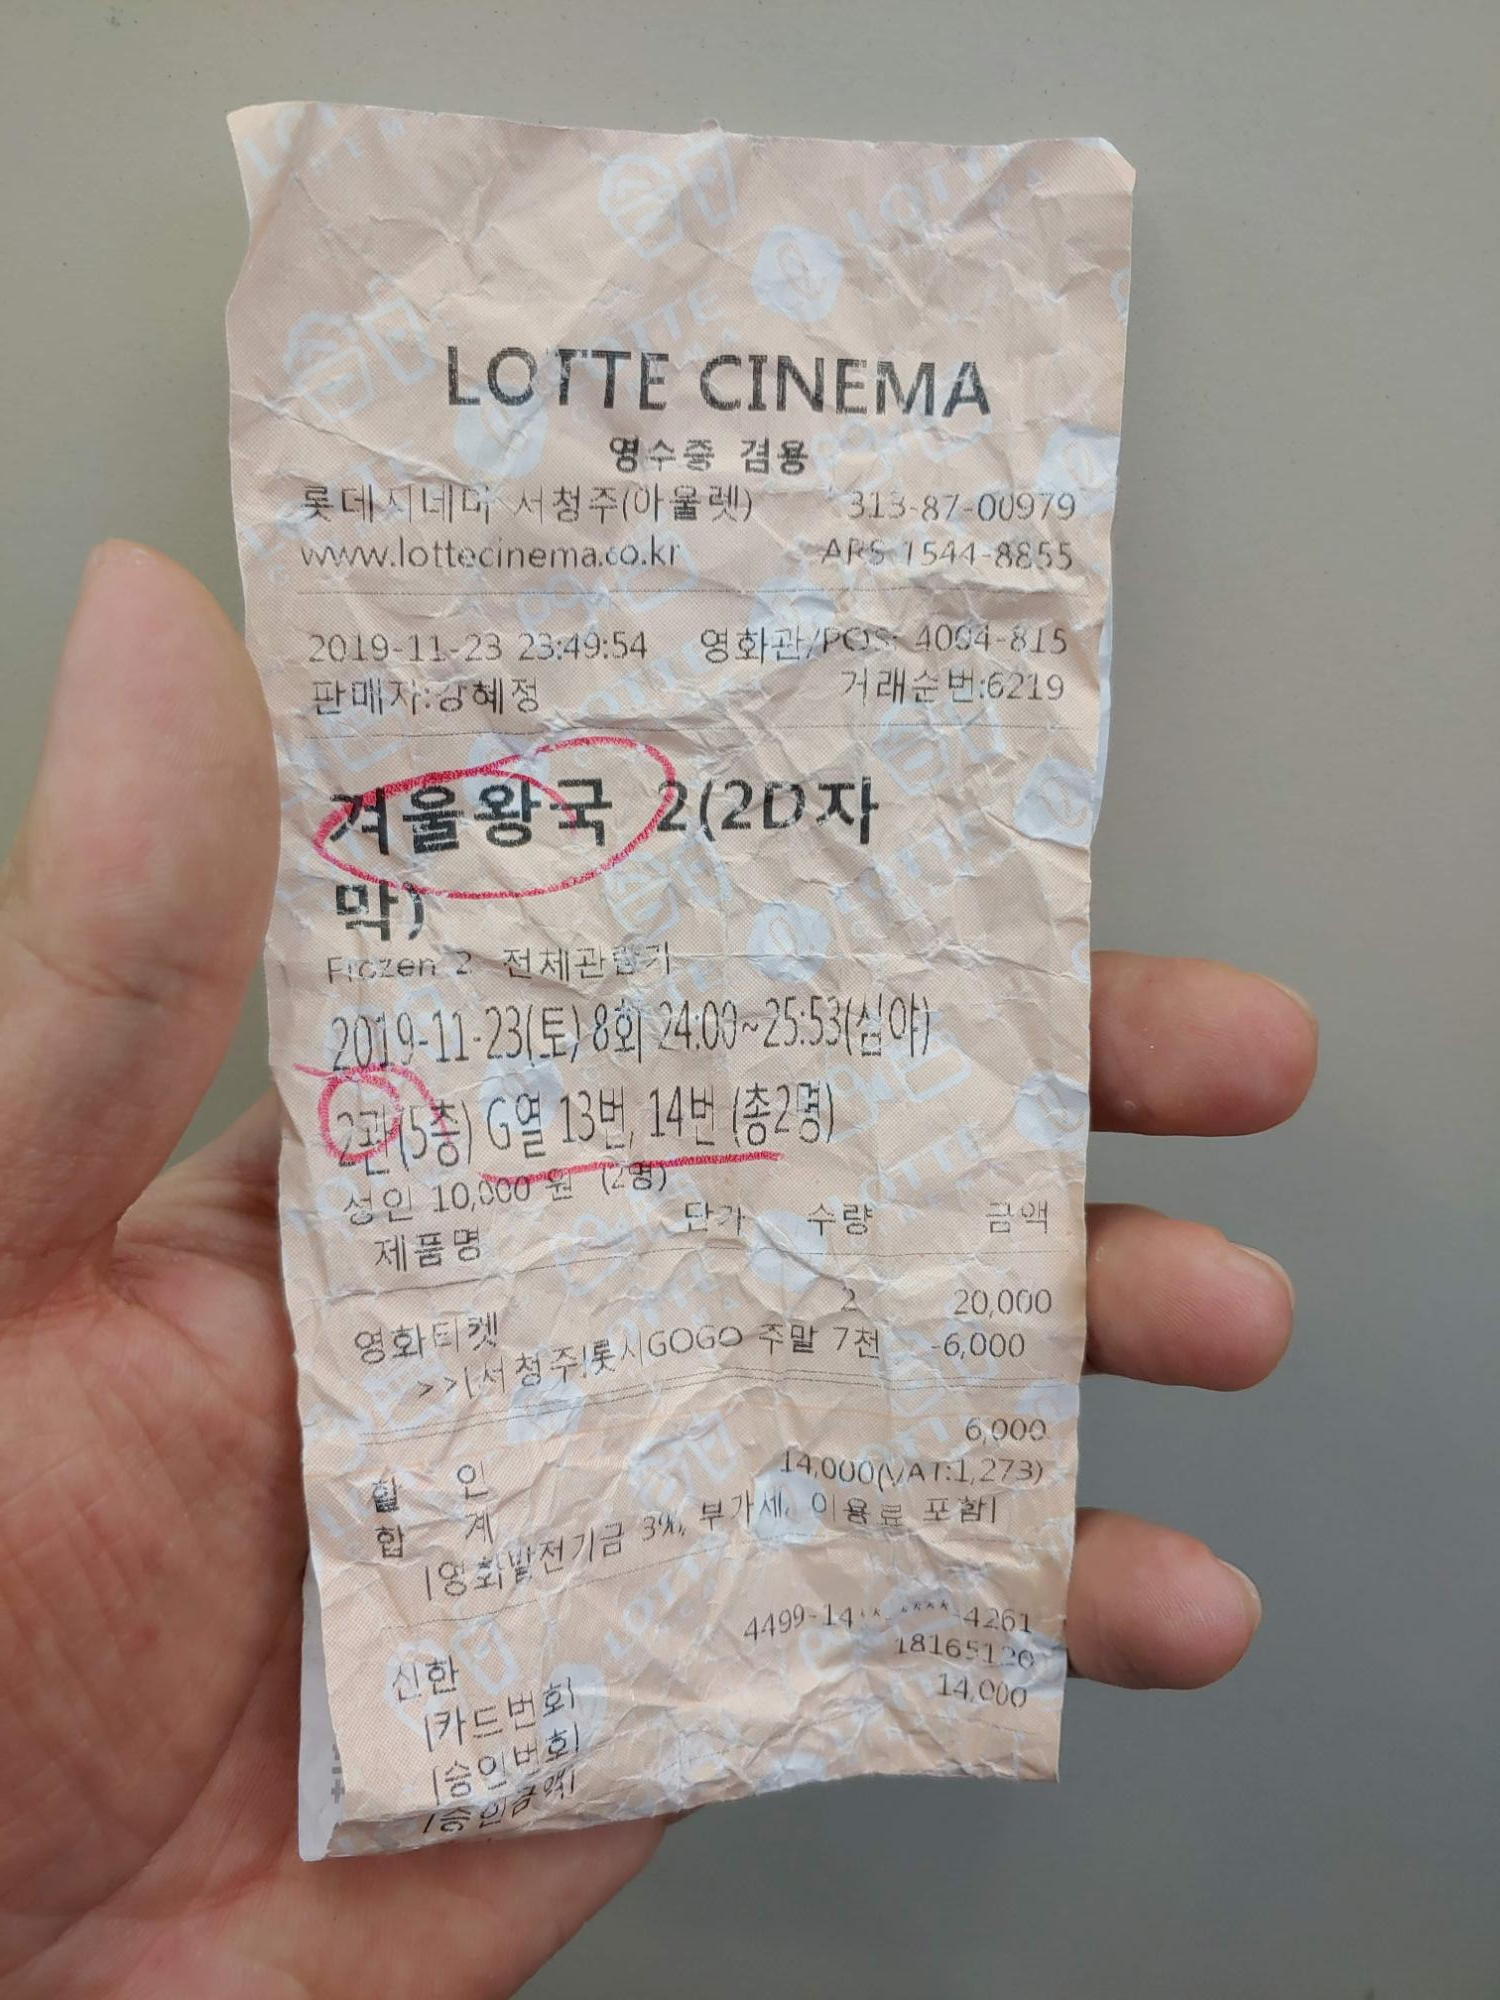 LOTTE CINEMA
영수증 겸용
롯데시네마 서청주(아울렛) 313-87-00979
www.lottecinema.co.kr ARS 1544-8855
2019-11-23 23:49:54 영화관/POS: 4004-815
판매자:강혜정 거래순번:6219
겨울왕국 2(2D자
막)
Frozen 2 전체관람가
2019-11-23(토) 8회 24:00~25:53(심야)
2관(5층) G열 13번, 14번 (총2명)
성인 10,000 원 (2명)
제품명 단가 수량 금액
영화티켓 2 20,000
>>[서청주]롯시GOGO 주말 7천 -6,000
할 인 6,000
합 계 14,000(VAT:1,273)
[영화발전기금 3%, 부가세, 이용료 포함]
신한
[카드번호] 4499-14**-****-4261
[승인번호] 18165120
[승인금액] 14,000